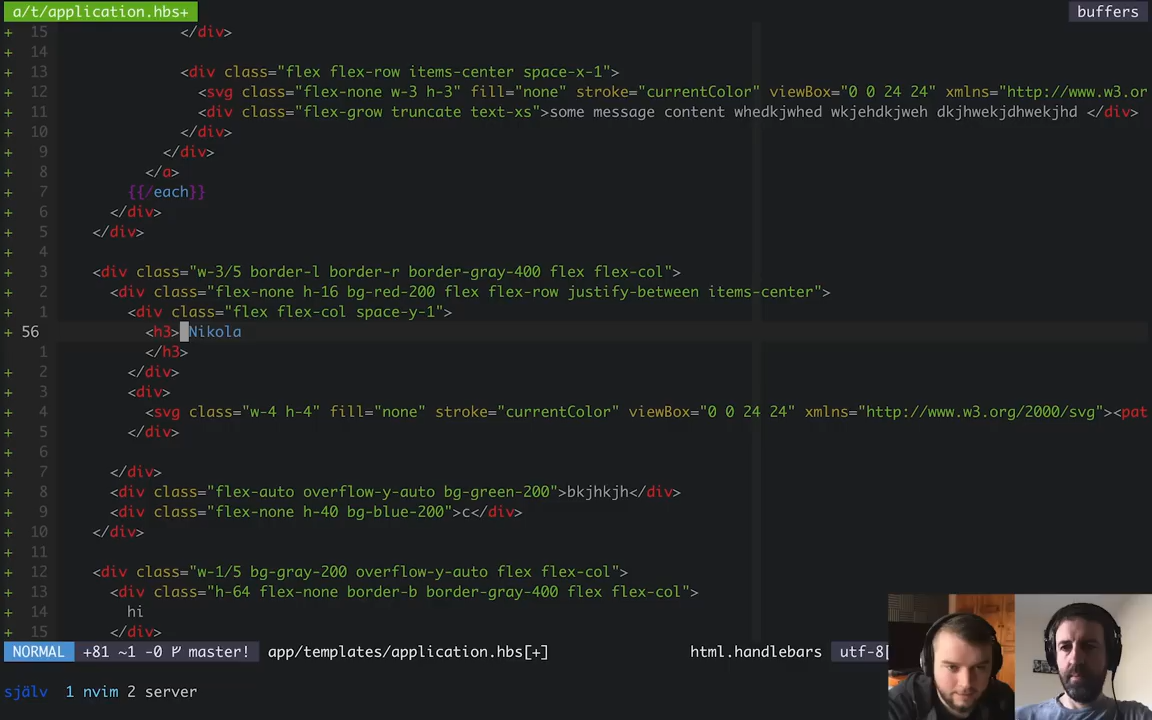 a/t/application.hbs+ buffers
+ 15 </div>
+ 14
+ 13 <div class="flex flex-row items-center space-x-1">
+ 12 <svg class="flex-none w-3 h-3" fill="none" stroke="currentColor" viewBox="0 0 24 24" xmlns="http://www.w3.or
+ 11 <div class="flex-grow truncate text-xs">some message content whedkjwhed wkjehdkjweh dkjhwekjdhwekjhd </div>
+ 10 </div>
+ 9 </div>
+ 8 </a>
+ 7 {{/each}}
+ 6 </div>
+ 5 </div>
+ 4
+ 3 <div class="w-3/5 border-l border-r border-gray-400 flex flex-col">
+ 2 <div class="flex-none h-16 bg-red-200 flex flex-row justify-between items-center">
+ 1 <div class="flex flex-col space-y-1">
+ 56 <h3> Nikola
1 </h3>
+ 2 </div>
+ 3 <div>
+ 4 <svg class="w-4 h-4" fill="none" stroke="currentColor" viewBox="0 0 24 24" xmlns="http://www.w3.org/2000/svg"><pat
+ 5 </div>
+ 6
+ 7 </div>
+ 8 <div class="flex-auto overflow-y-auto bg-green-200">bkjhkjh</div>
+ 9 <div class="flex-none h-40 bg-blue-200">c</div>
+ 10 </div>
+ 11
+ 12 <div class="w-1/5 bg-gray-200 overflow-y-auto flex flex-col">
+ 13 <div class="h-64 flex-none border-b border-gray-400 flex flex-col">
+ 14 hi
+ 15 </div>
NORMAL +81 ~1 -0 master! app/templates/application.hbs[+] html.handlebars utf-8[
själv 1 nvim 2 server